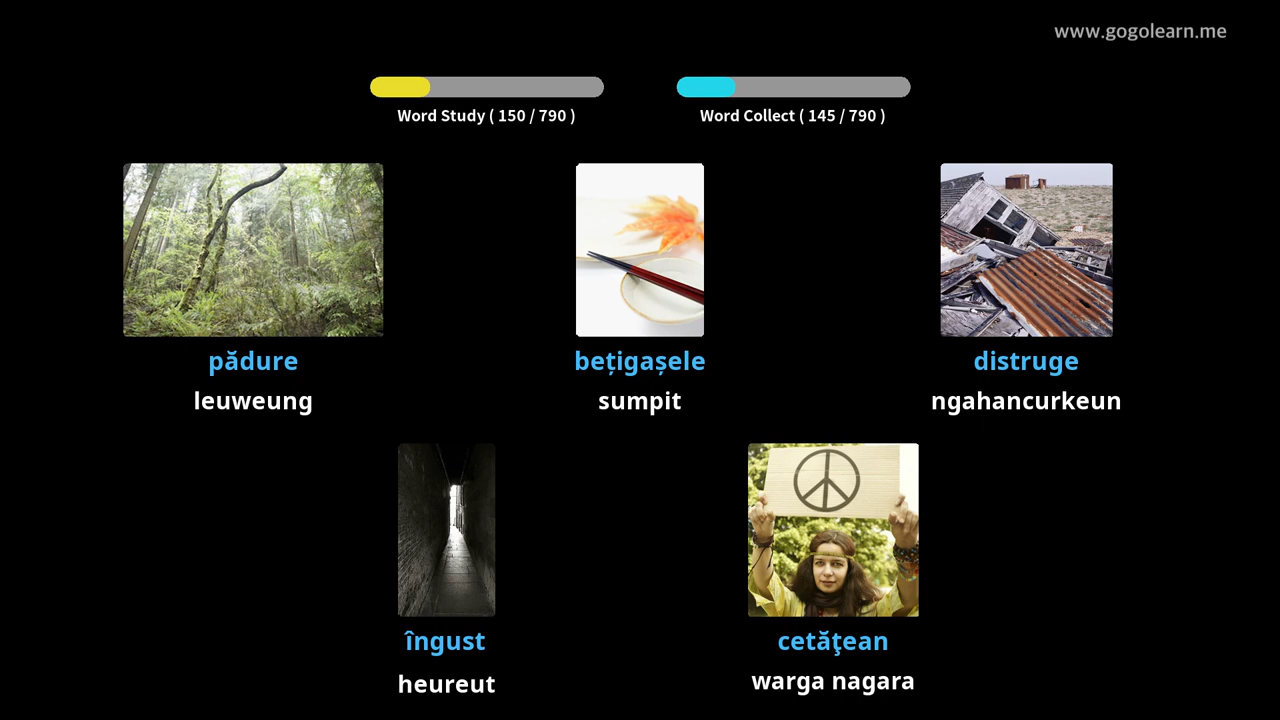 www.gogolearn.me
Word Study ( 150 / 790 )
Word Collect ( 145 / 790 )
pădure
leuweung
bețigașele
sumpit
distruge
ngahancurkeun
îngust
heureut
cetăţean
warga nagara